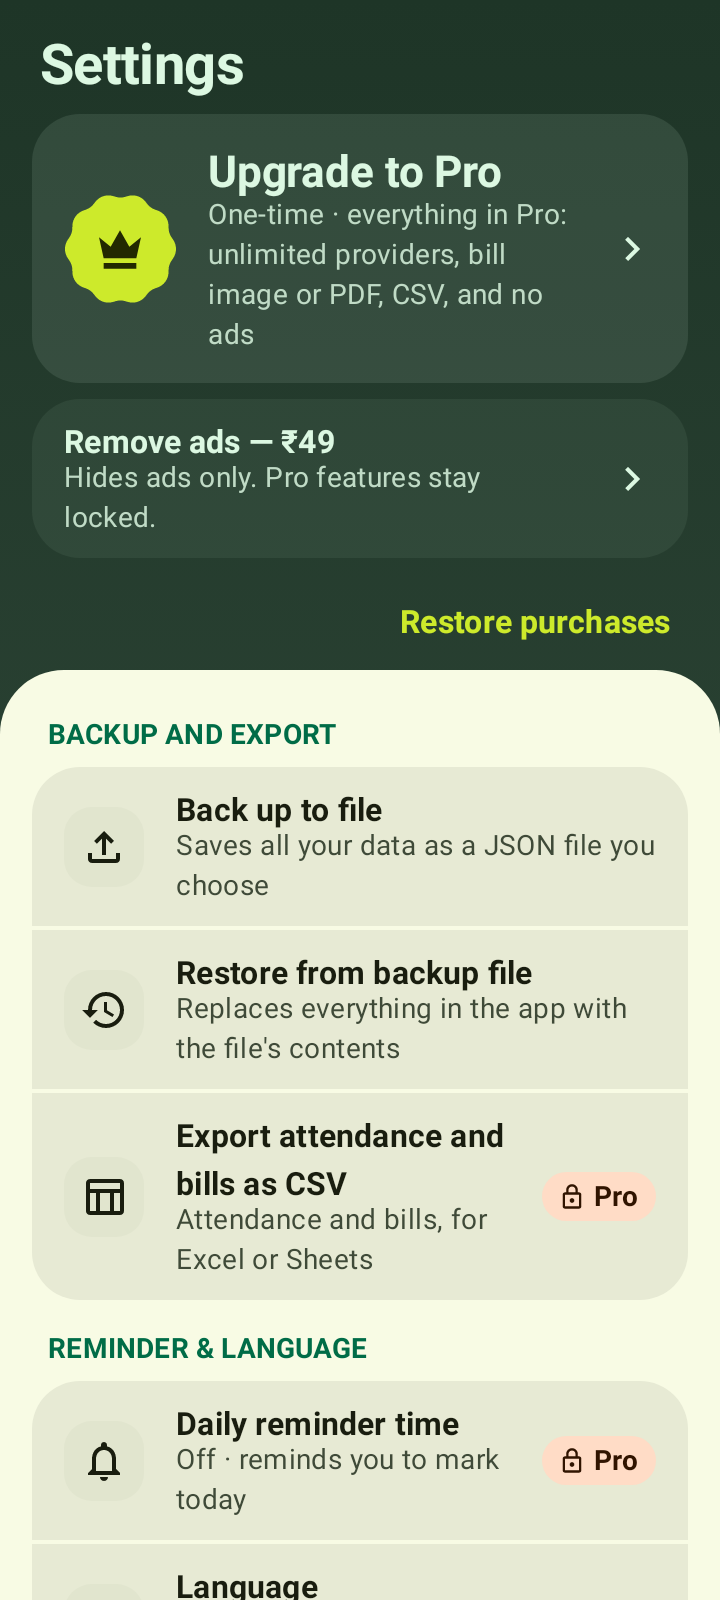 Settings
Upgrade to Pro
One-time · everything in Pro:
unlimited providers, bill
image or PDF, CSV, and no
ads
Remove ads — ₹49
Hides ads only. Pro features stay
locked.
Restore purchases
BACKUP AND EXPORT
Back up to file
Saves all your data as a JSON file you
choose
Restore from backup file
Replaces everything in the app with
the file's contents
Export attendance and
bills as CSV
Attendance and bills, for
Excel or Sheets
Pro
REMINDER & LANGUAGE
Daily reminder time
Off · reminds you to mark
today
Pro
Language